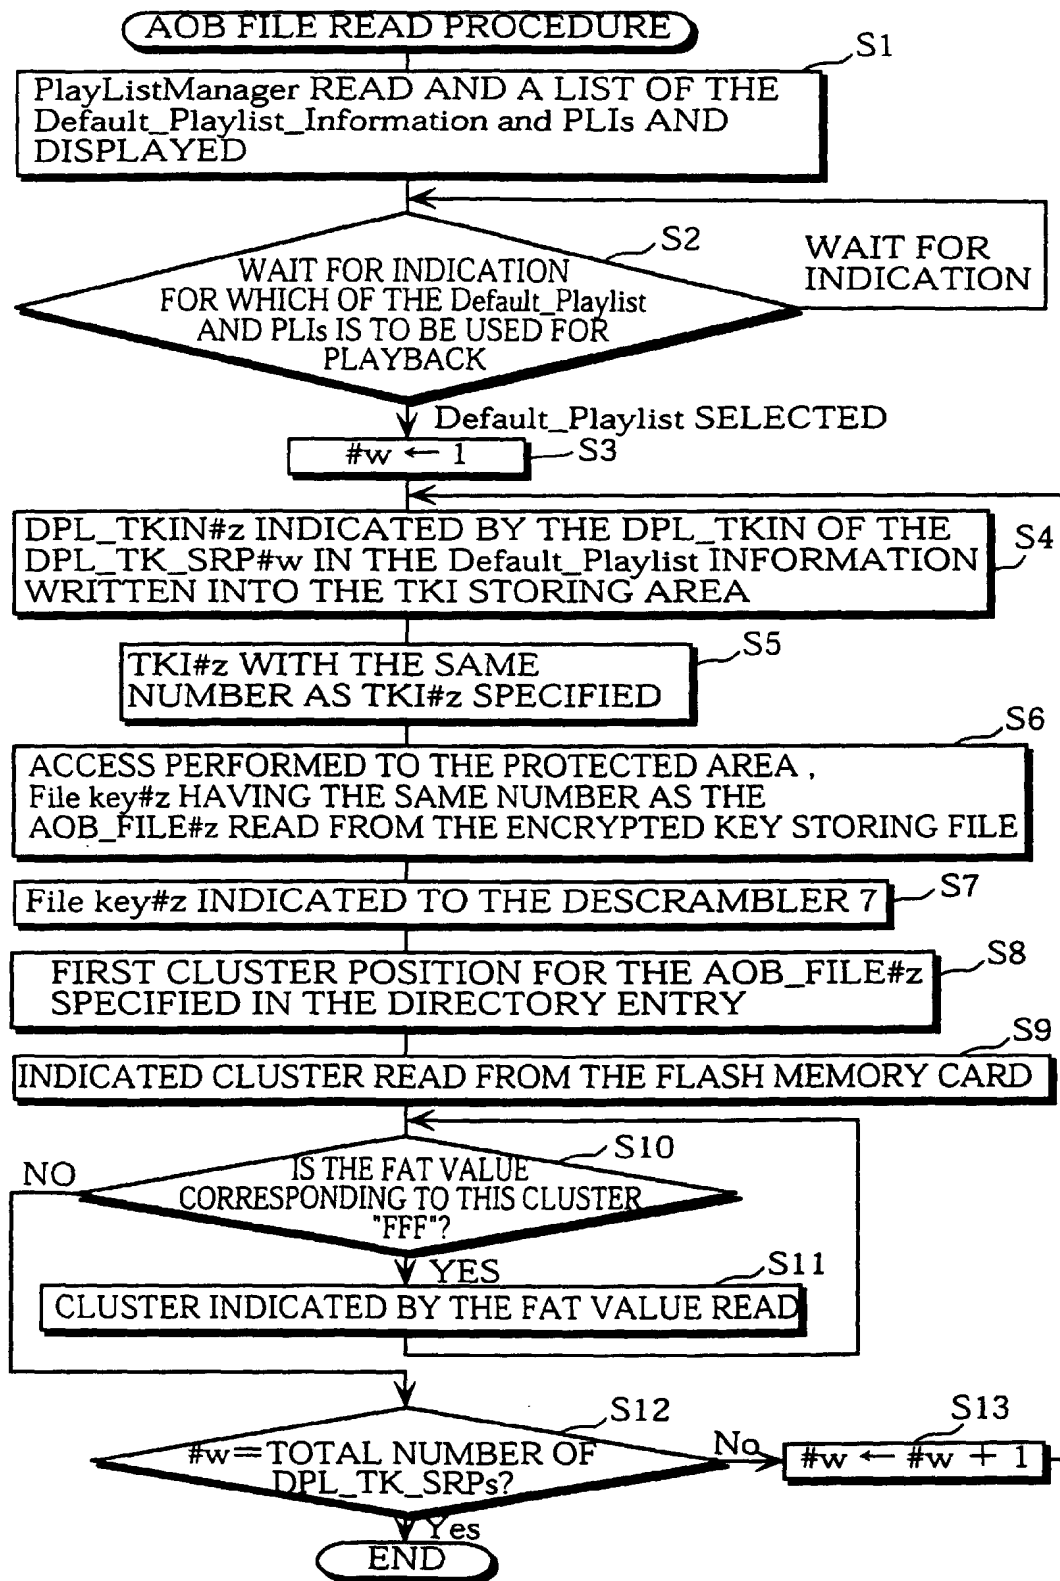 AOB FILE READ PROCEDURE
S1
PlayListManager READ AND A LIST OF THE
Default_Playlist_Information and PLIs AND
DISPLAYED
S2
WAIT FOR INDICATION
FOR WHICH OF THE Default_Playlist
AND PLIs IS TO BE USED FOR
PLAYBACK
WAIT FOR
INDICATION
Default_Playlist SELECTED
#w ← 1
S3
DPL_TKIN#z INDICATED BY THE DPL_TKIN OF THE
DPL_TK_SRP#w IN THE Default_Playlist INFORMATION
WRITTEN INTO THE TKI STORING AREA
S4
S5
TKI#z WITH THE SAME
NUMBER AS TKI#z SPECIFIED
S6
ACCESS PERFORMED TO THE PROTECTED AREA ,
File key#z HAVING THE SAME NUMBER AS THE
AOB_FILE#z READ FROM THE ENCRYPTED KEY STORING FILE
File key#z INDICATED TO THE DESCRAMBLER 7
S7
FIRST CLUSTER POSITION FOR THE AOB_FILE#z
SPECIFIED IN THE DIRECTORY ENTRY
S8
S9
INDICATED CLUSTER READ FROM THE FLASH MEMORY CARD
S10
NO
IS THE FAT VALUE
CORRESPONDING TO THIS CLUSTER
"FFF"?
YES
S11
CLUSTER INDICATED BY THE FAT VALUE READ
S12
#w=TOTAL NUMBER OF
DPL_TK_SRPs?
No
S13
#w ← #w + 1
Yes
END